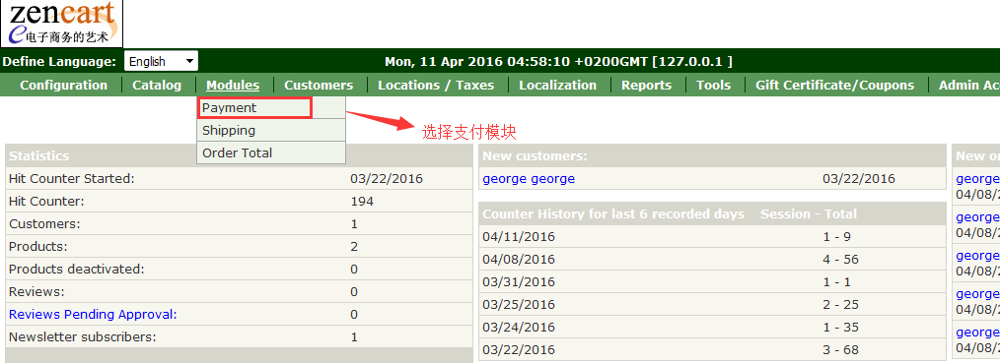 zencart
电子商务的艺术
Define Language: English Mon, 11 Apr 2016 04:58:10 +0200GMT [127.0.0.1 ]
Configuration Catalog Modules Customers Locations / Taxes Localization Reports Tools Gift Certificate/Coupons Admin Acc
Payment
选择支付模块
Shipping
Order Total
Statistics
Hit Counter Started: 03/22/2016
Hit Counter: 194
Customers: 1
Products: 2
Products deactivated: 0
Reviews: 0
Reviews Pending Approval: 0
Newsletter subscribers: 1
New customers:
george george 03/22/2016
Counter History for last 6 recorded days Session - Total
04/11/2016 1 - 9
04/08/2016 4 - 56
03/31/2016 1 - 1
03/25/2016 2 - 25
03/24/2016 1 - 35
03/22/2016 3 - 68
New or
george
04/08/2
george
04/08/2
george
04/08/2
george
04/08/2
george
04/08/2